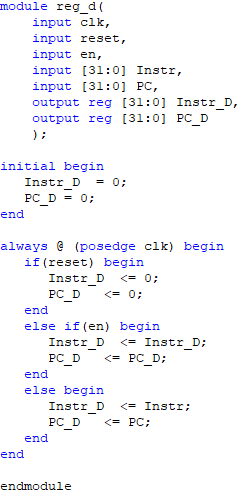 module reg_d(
    input clk,
    input reset,
    input en,
    input [31:0] Instr,
    input [31:0] PC,
    output reg [31:0] Instr_D,
    output reg [31:0] PC_D
    );

initial begin
   Instr_D  = 0;
   PC_D = 0;
end

always @ (posedge clk) begin
   if(reset) begin
      Instr_D  <= 0;
      PC_D   <= 0;
   end
   else if(en) begin
      Instr_D  <= Instr_D;
      PC_D   <= PC_D;
   end
   else begin
      Instr_D  <= Instr;
      PC_D   <= PC;
   end
end

endmodule